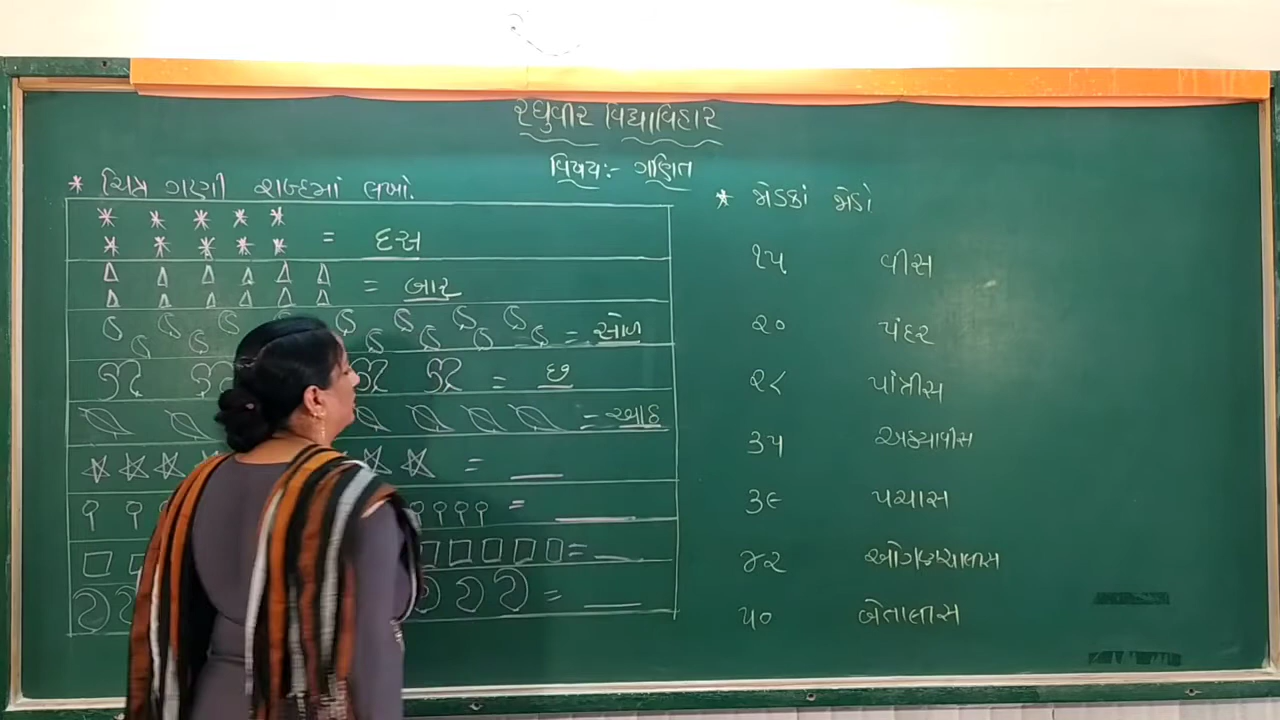 રઘુવીર વિદ્યાવિહાર
વિષય:- ગણિત
* ચિત્ર ગણી શબ્દમાં લખો.
= દસ
= બાર
= સોળ
= છ
= આઠ
=
=
=
=
* જોડકાં જોડો
૧૫ વીસ
૨૦ પંદર
૨૮ પાંત્રીસ
૩૫ અઠ્યાવીસ
૩૯ પચાસ
૪૨ ઓગણચાલીસ
૫૦ બેતાલીસ